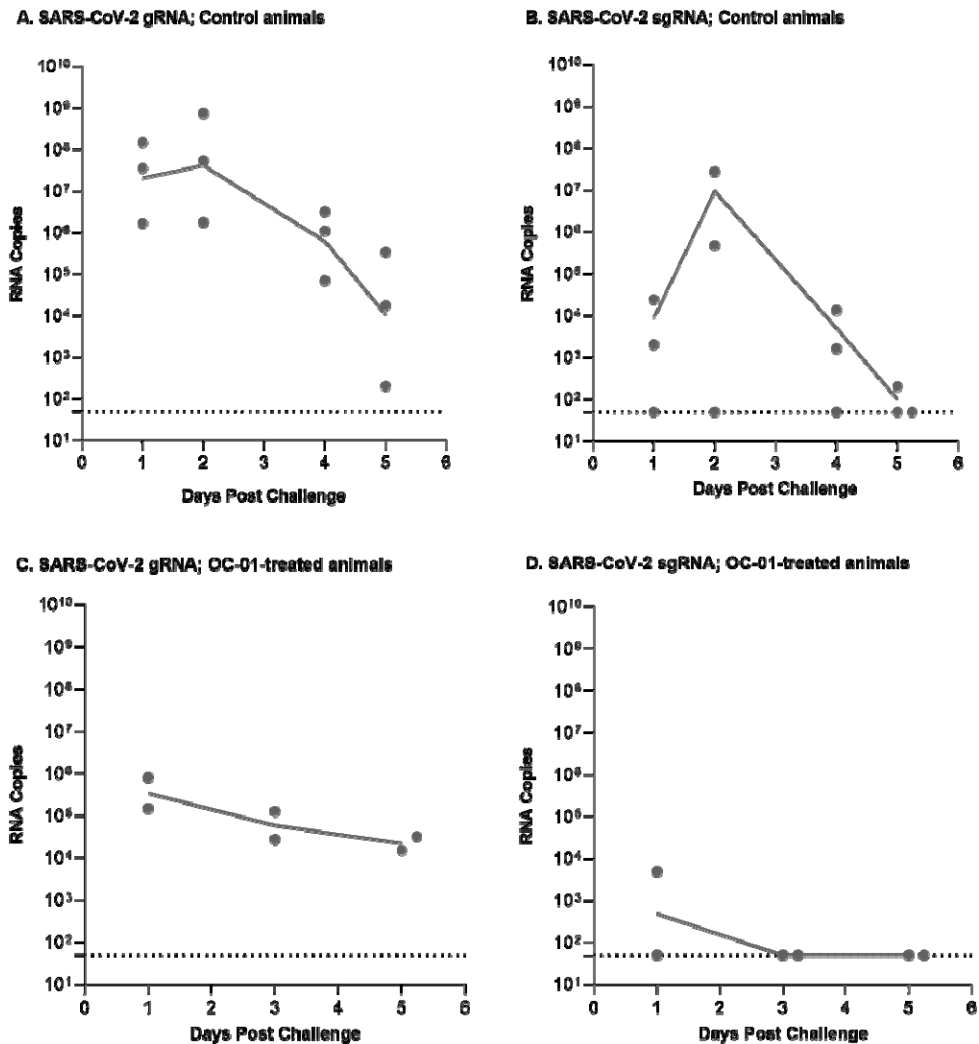 A. SARS-CoV-2 gRNA; Control animals
B. SARS-CoV-2 sgRNA; Control animals
10¹⁰
10⁹
10⁸
10⁷
10⁶
10⁵
10⁴
10³
10²
10¹
RNA Copies
0 1 2 3 4 5 6
Days Post Challenge
10¹⁰
10⁹
10⁸
10⁷
10⁶
10⁵
10⁴
10³
10²
10¹
RNA Copies
0 1 2 3 4 5 6
Days Post Challenge
C. SARS-CoV-2 gRNA; OC-01-treated animals
D. SARS-CoV-2 sgRNA; OC-01-treated animals
10¹⁰
10⁹
10⁸
10⁷
10⁶
10⁵
10⁴
10³
10²
10¹
RNA Copies
0 1 2 3 4 5 6
Days Post Challenge
10¹⁰
10⁹
10⁸
10⁷
10⁶
10⁵
10⁴
10³
10²
10¹
RNA Copies
0 1 2 3 4 5 6
Days Post Challenge